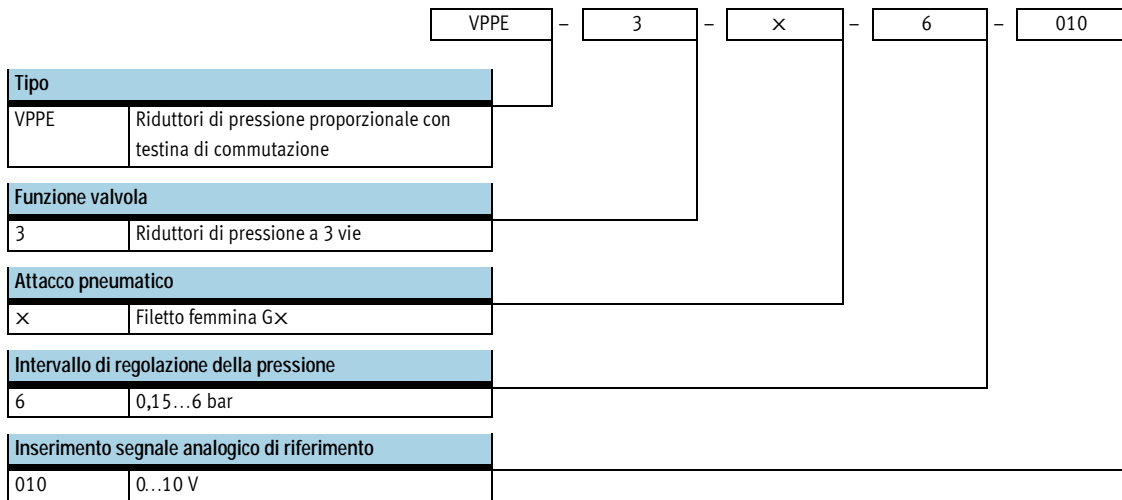 VPPE – 3 – × – 6 – 010
Tipo
VPPE Riduttori di pressione proporzionale con
testina di commutazione
Funzione valvola
3 Riduttori di pressione a 3 vie
Attacco pneumatico
× Filetto femmina G×
Intervallo di regolazione della pressione
6 0,15…6 bar
Inserimento segnale analogico di riferimento
010 0…10 V